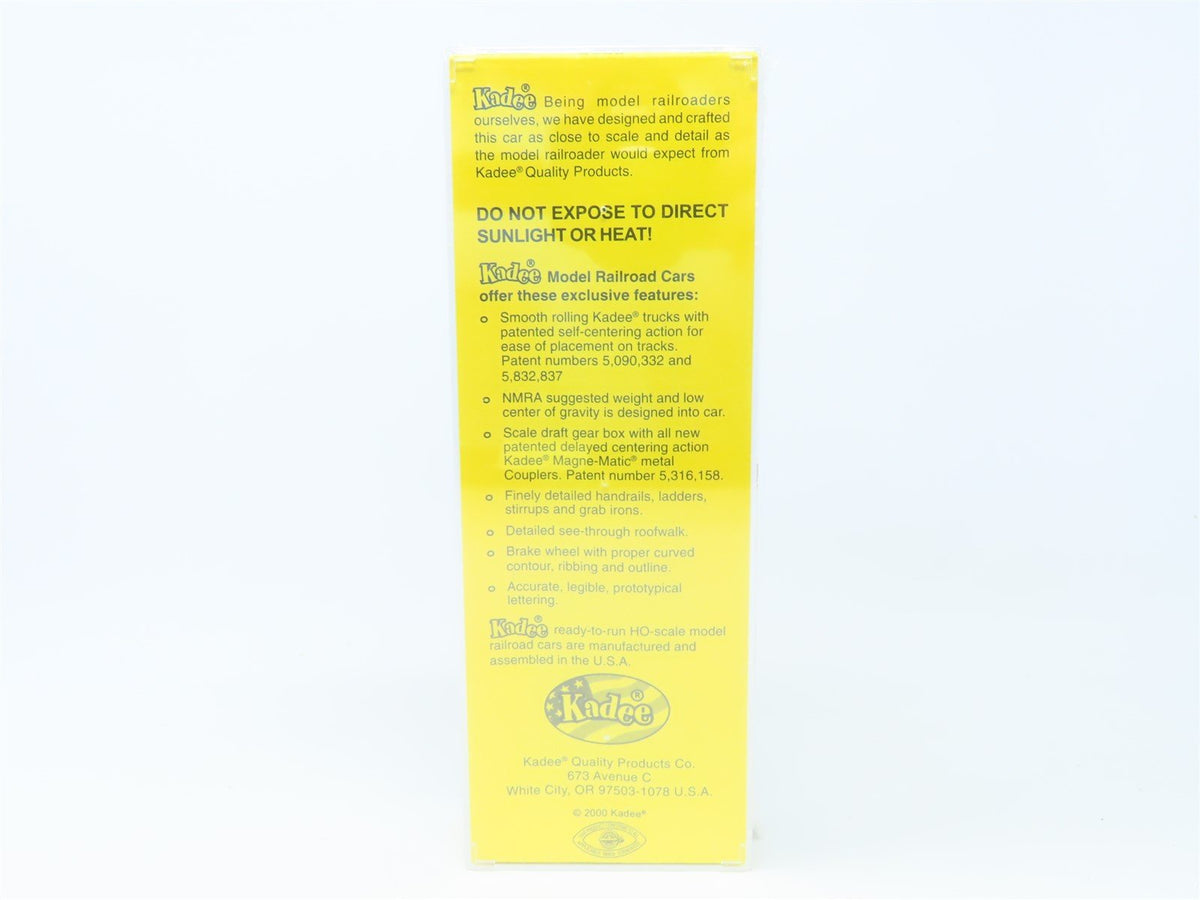 Kadee® Being model railroaders
ourselves, we have designed and crafted
this car as close to scale and detail as
the model railroader would expect from
Kadee® Quality Products.
DO NOT EXPOSE TO DIRECT
SUNLIGHT OR HEAT!
Kadee® Model Railroad Cars
offer these exclusive features:
o Smooth rolling Kadee® trucks with
patented self-centering action for
ease of placement on tracks.
Patent numbers 5,090,332 and
5,832,837
o NMRA suggested weight and low
center of gravity is designed into car.
o Scale draft gear box with all new
patented delayed centering action
Kadee® Magne-Matic® metal
Couplers. Patent number 5,316,158.
o Finely detailed handrails, ladders,
stirrups and grab irons.
o Detailed see-through roofwalk.
o Brake wheel with proper curved
contour, ribbing and outline.
o Accurate, legible, prototypical
lettering.
Kadee® ready-to-run HO-scale model
railroad cars are manufactured and
assembled in the U.S.A.
Kadee®
Kadee® Quality Products Co.
673 Avenue C
White City, OR 97503-1078 U.S.A.
© 2000 Kadee®